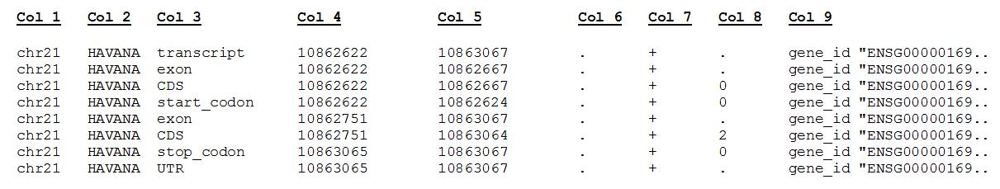 Col 1 Col 2 Col 3 Col 4 Col 5 Col 6 Col 7 Col 8 Col 9
chr21 HAVANA transcript 10862622 10863067 . + . gene_id "ENSG00000169..
chr21 HAVANA exon 10862622 10862667 . + . gene_id "ENSG00000169..
chr21 HAVANA CDS 10862622 10862667 . + 0 gene_id "ENSG00000169..
chr21 HAVANA start_codon 10862622 10862624 . + 0 gene_id "ENSG00000169..
chr21 HAVANA exon 10862751 10863067 . + . gene_id "ENSG00000169..
chr21 HAVANA CDS 10862751 10863064 . + 2 gene_id "ENSG00000169..
chr21 HAVANA stop_codon 10863065 10863067 . + 0 gene_id "ENSG00000169..
chr21 HAVANA UTR 10863065 10863067 . + . gene_id "ENSG00000169..